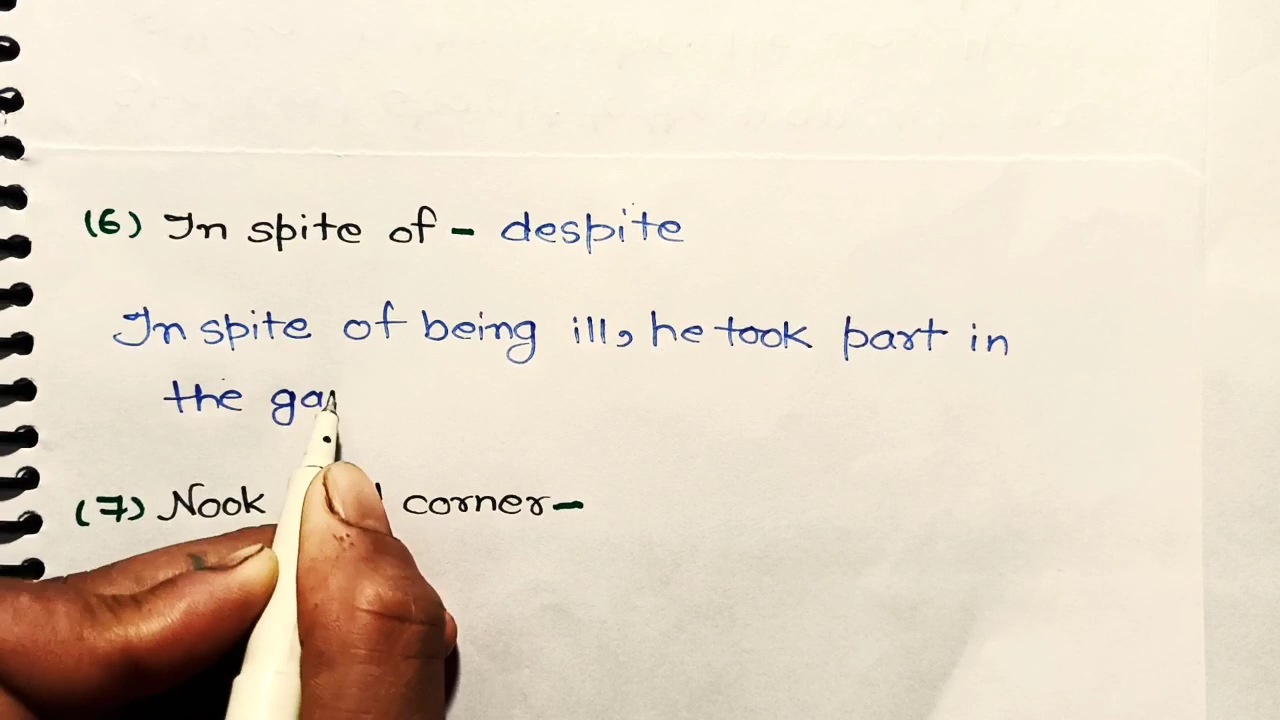 (6) In spite of - despite
In spite of being ill, he took part in
the ga
(7) Nook corner -